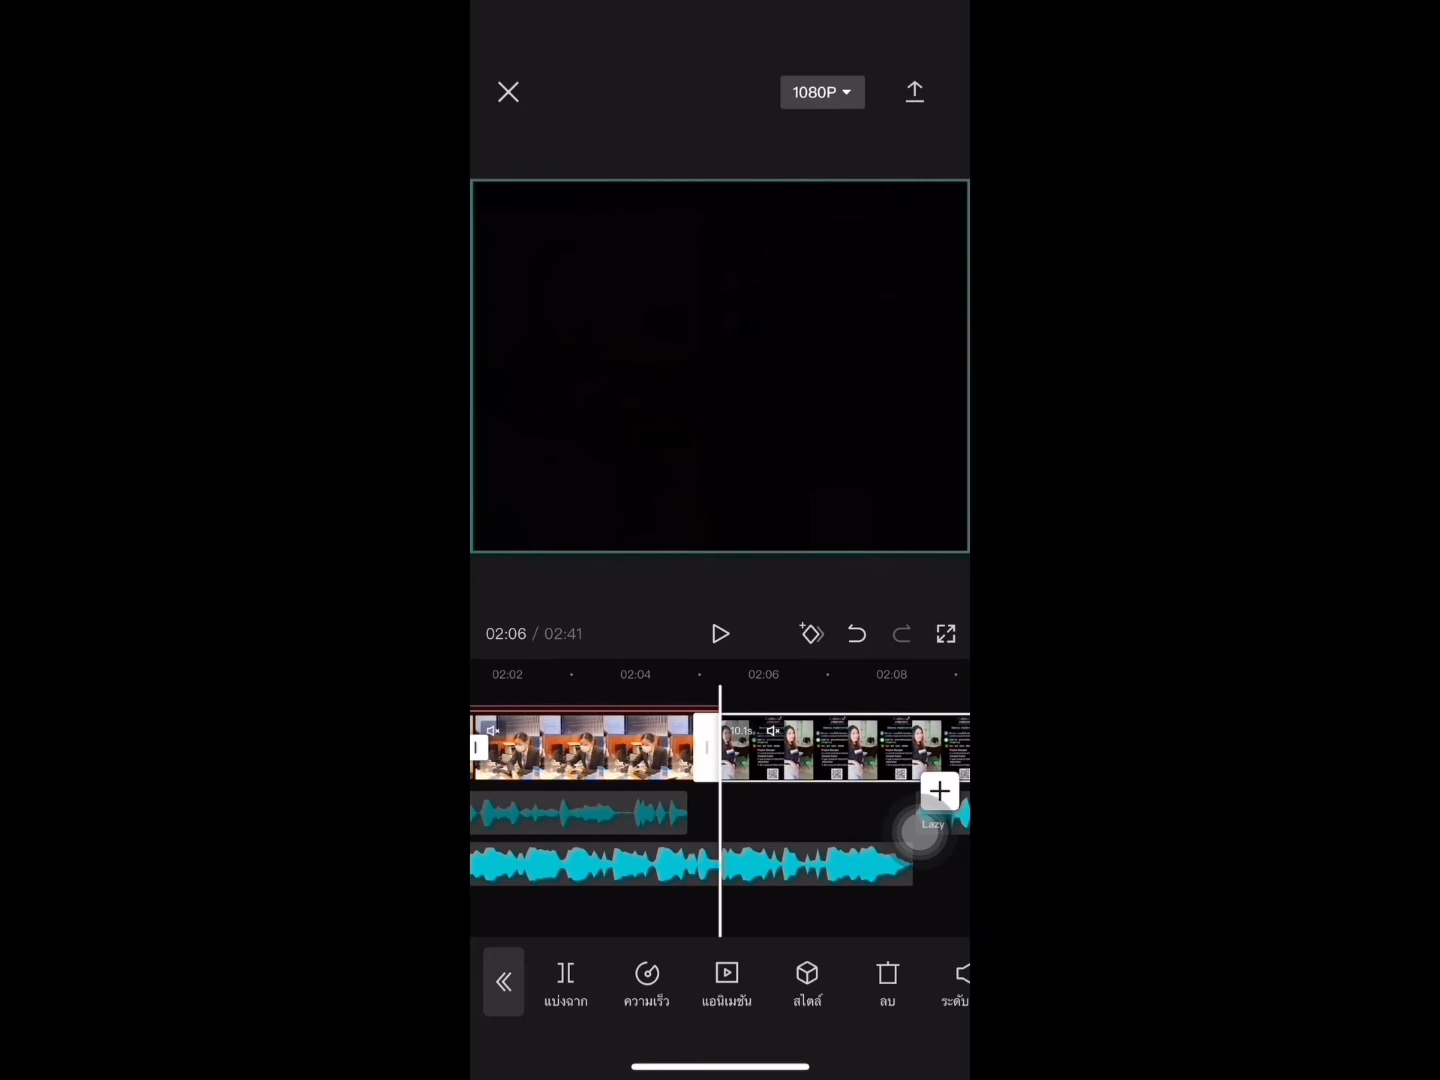 1080P
02:06 / 02:41
02:02
02:04
02:06
02:08
10.1s
Lazy
แบ่งฉาก
ความเร็ว
แอนิเมชัน
สไตล์
ลบ
ระดับ